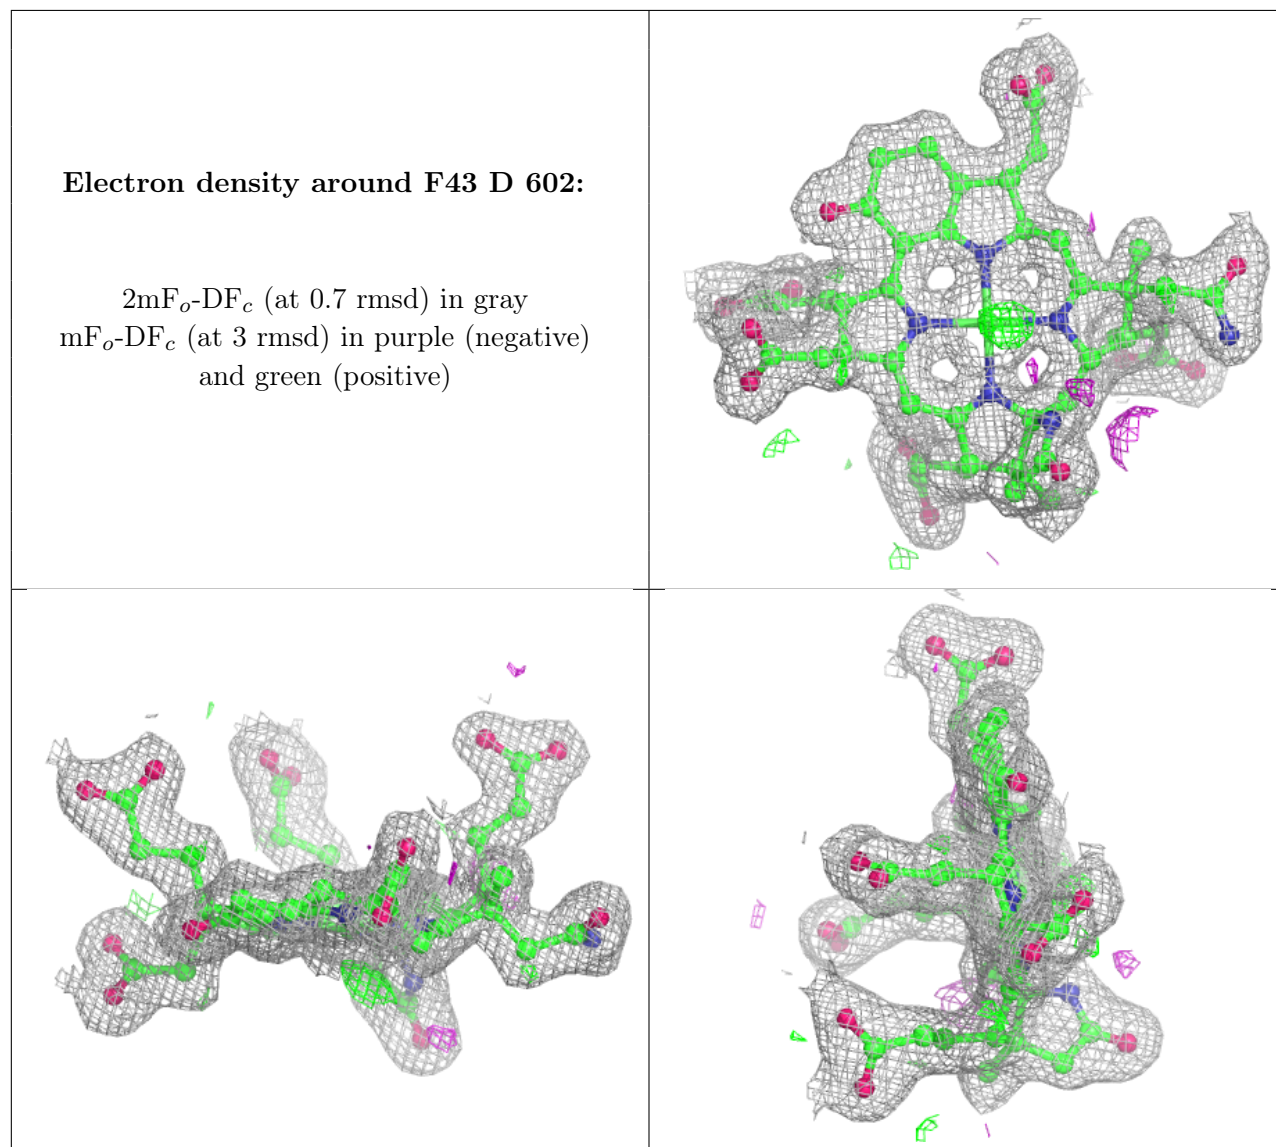 Electron density around F43 D 602:
2mFo-DFc (at 0.7 rmsd) in gray
mFo-DFc (at 3 rmsd) in purple (negative)
and green (positive)